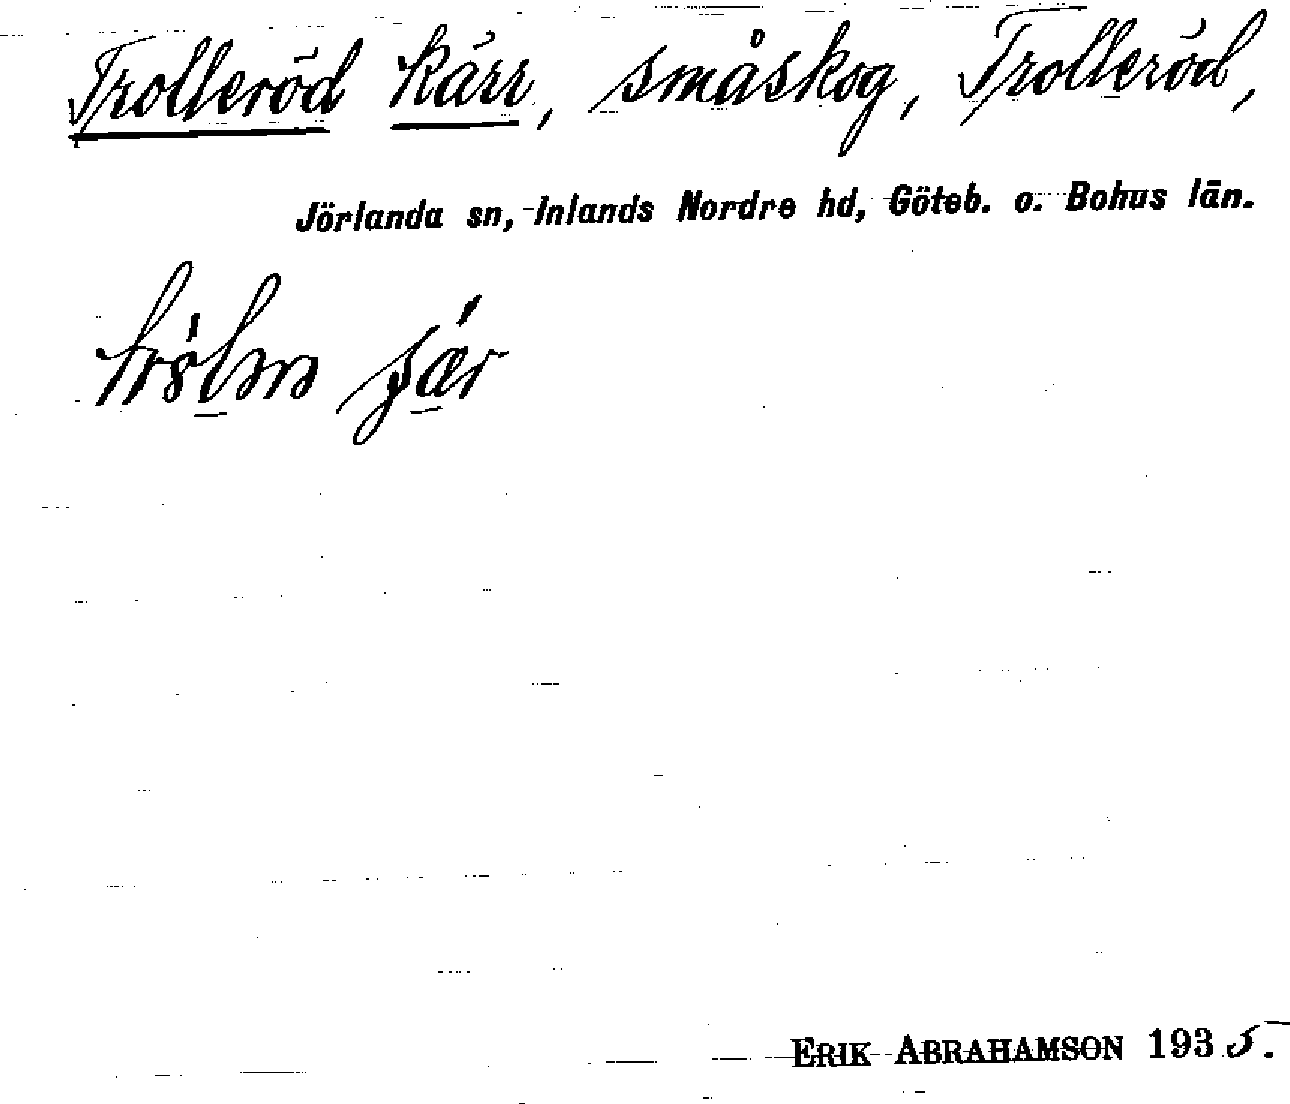 Trolleröd Kärr, småskog, Trolleröd,
Jörlanda sn, Inlands Nordre hd, Göteb. o. Bohus län.
ERIK ABRAHAMSON 1935.